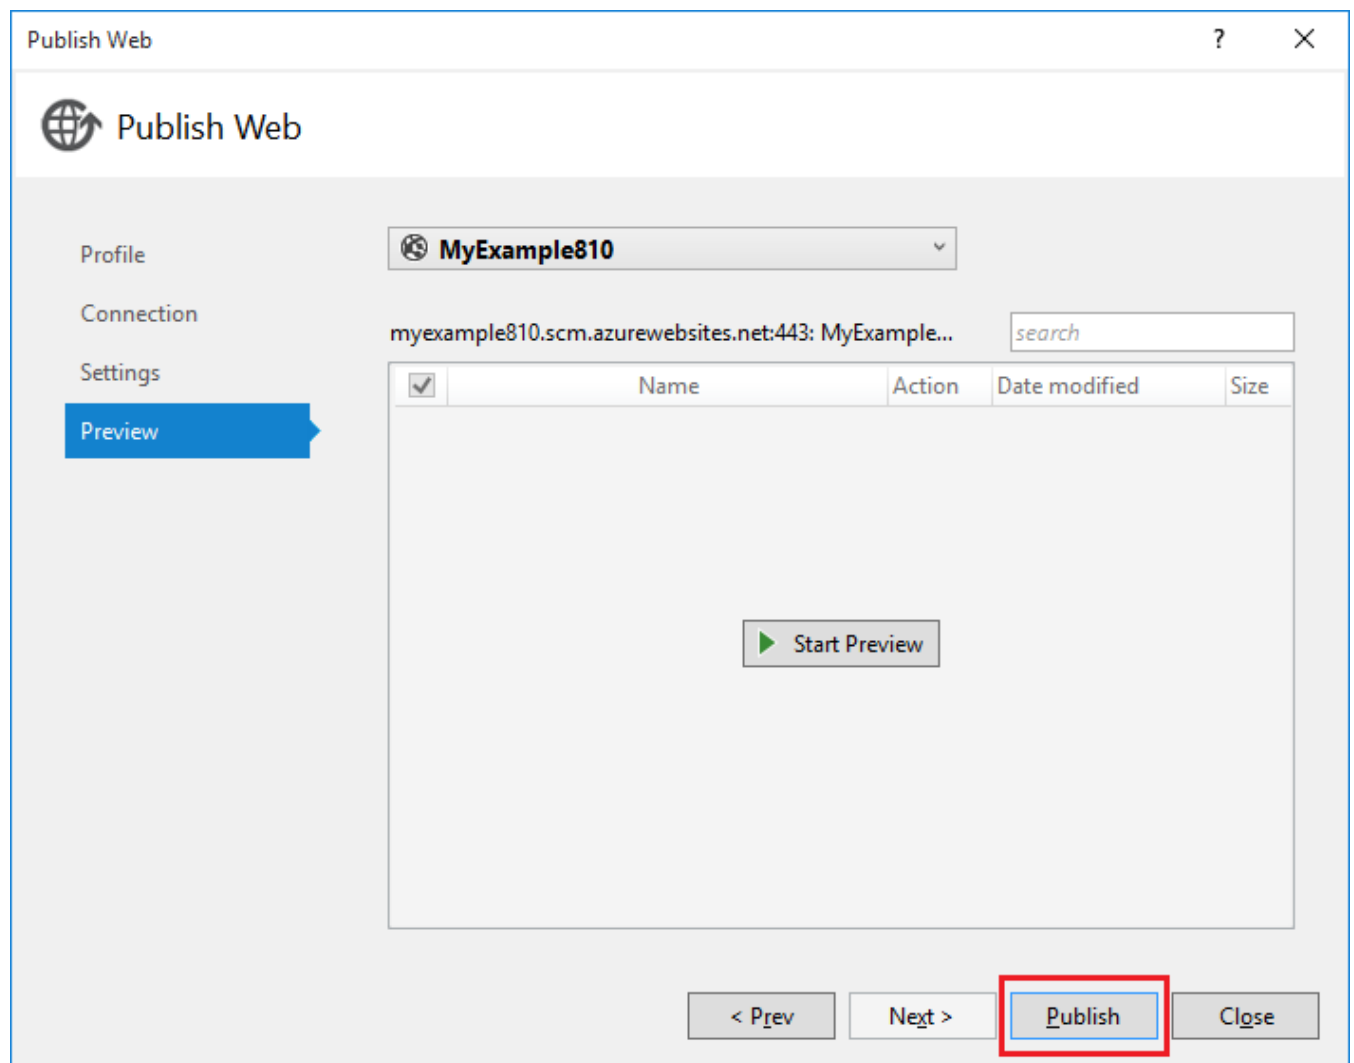 Publish Web
?
Publish Web
Profile
Connection
Settings
Preview
MyExample810
myexample810.scm.azurewebsites.net:443: MyExample...
search
Name Action Date modified Size
Start Preview
< Prev Next > Publish Close